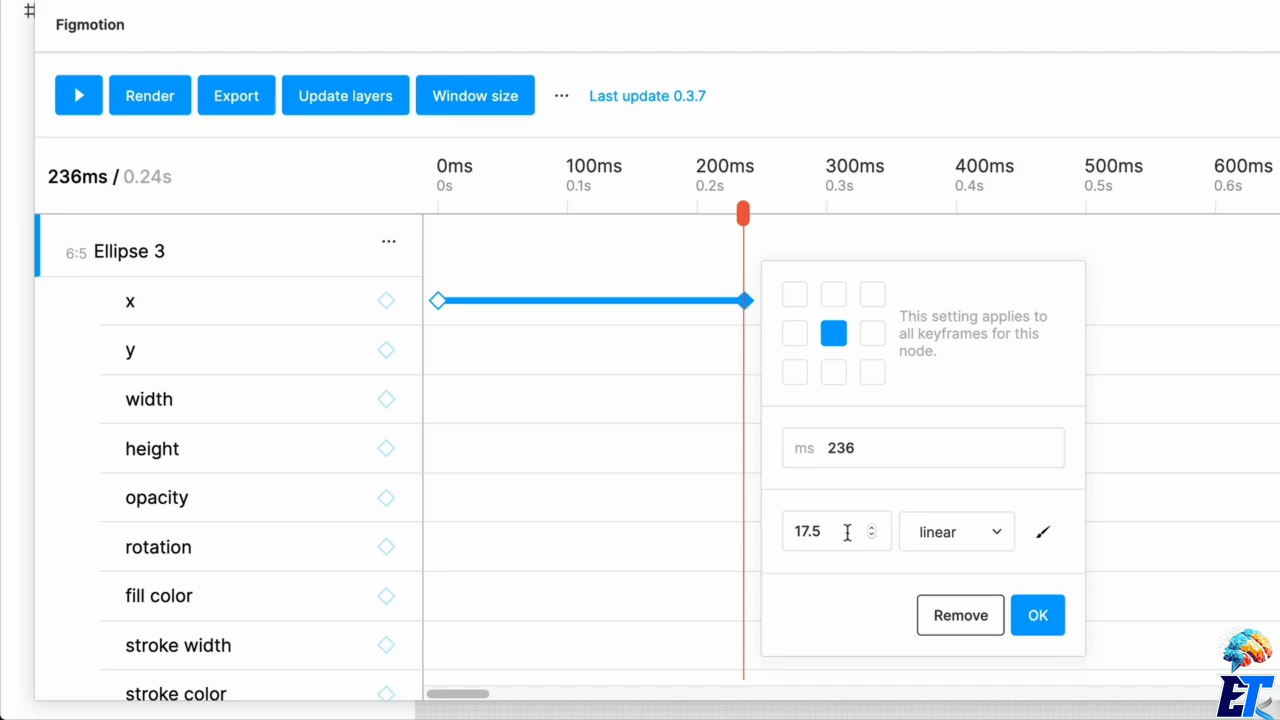 Figmotion
Render
Export
Update layers
Window size
...
Last update 0.3.7
236ms / 0.24s
0ms
100ms
200ms
300ms
400ms
500ms
600ms
0s
0.1s
0.2s
0.3s
0.4s
0.5s
0.6s
6:5 Ellipse 3
...
x
y
width
height
opacity
rotation
fill color
stroke width
stroke color
This setting applies to
all keyframes for this
node.
ms 236
17.5
linear
Remove
OK
ET